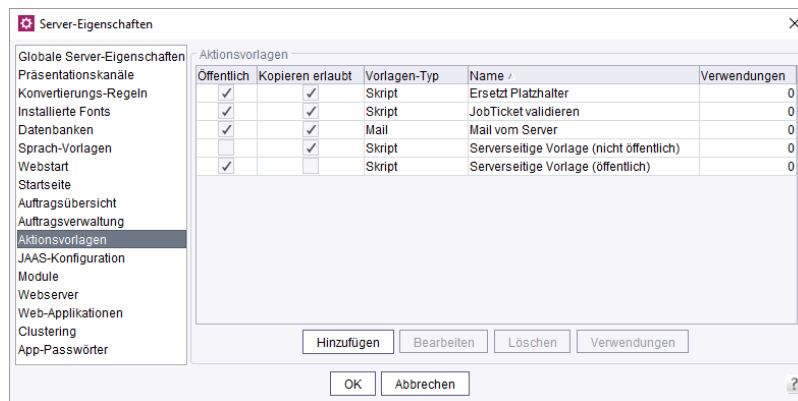 Server-Eigenschaften
Globale Server-Eigenschaften
Präsentationskanäle
Konvertierungs-Regeln
Installierte Fonts
Datenbanken
Sprach-Vorlagen
Webstart
Startseite
Auftragsübersicht
Auftragsverwaltung
Aktionsvorlagen
JAAS-Konfiguration
Module
Webserver
Web-Applikationen
Clustering
App-Passwörter
Aktionsvorlagen
Öffentlich Kopieren erlaubt Vorlagen-Typ Name Verwendungen
Skript Ersetzt Platzhalter 0
Skript JobTicket validieren 0
Mail Mail vom Server 0
Skript Serverseitige Vorlage (nicht öffentlich) 0
Skript Serverseitige Vorlage (öffentlich) 0
Hinzufügen Bearbeiten Löschen Verwendungen
OK Abbrechen
?